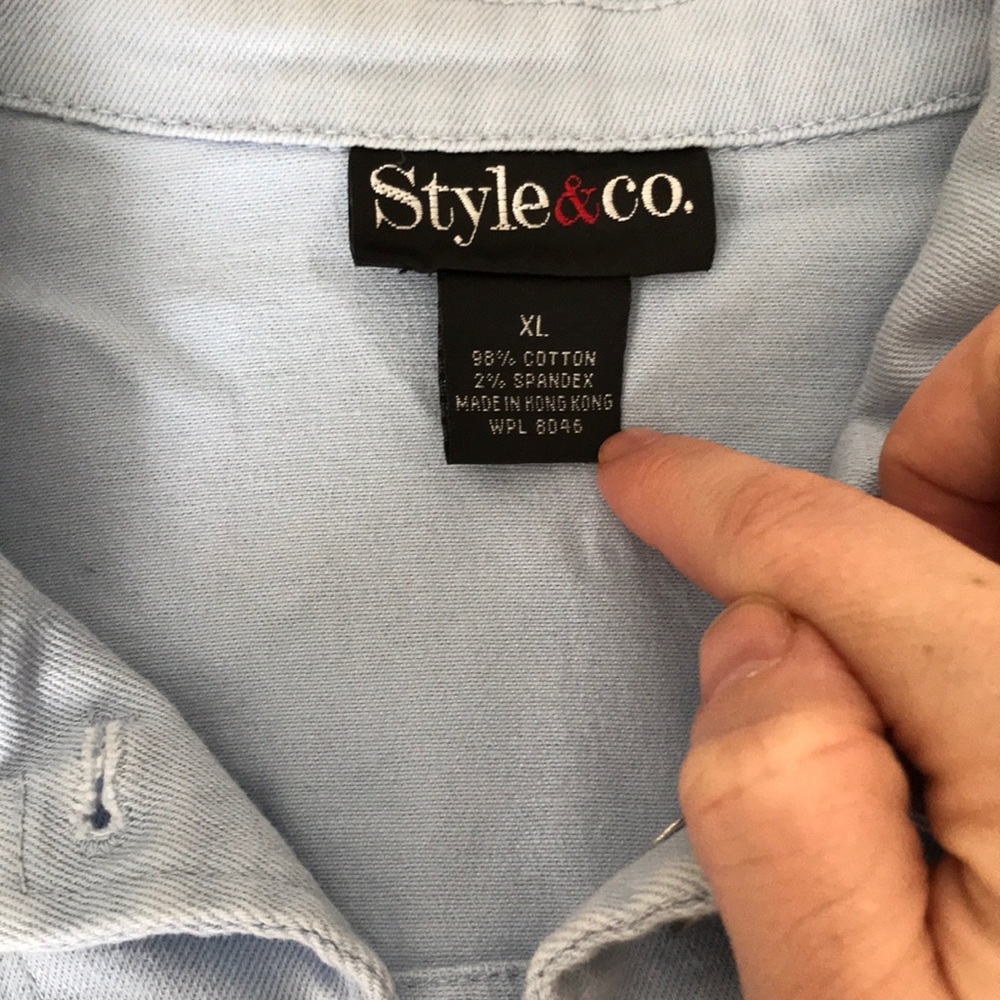 Style&co.
XL
98% COTTON
2% SPANDEX
MADE IN HONG KONG
WPL 8046